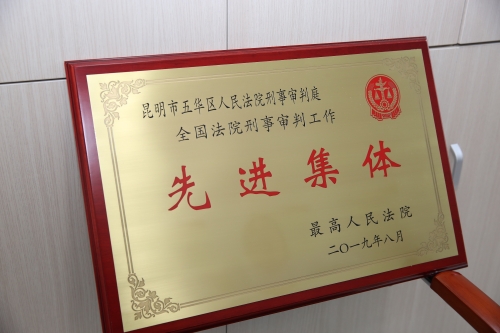 昆明市五华区人民法院刑事审判庭
全国法院刑事审判工作
先进集体
最高人民法院
二〇一九年八月